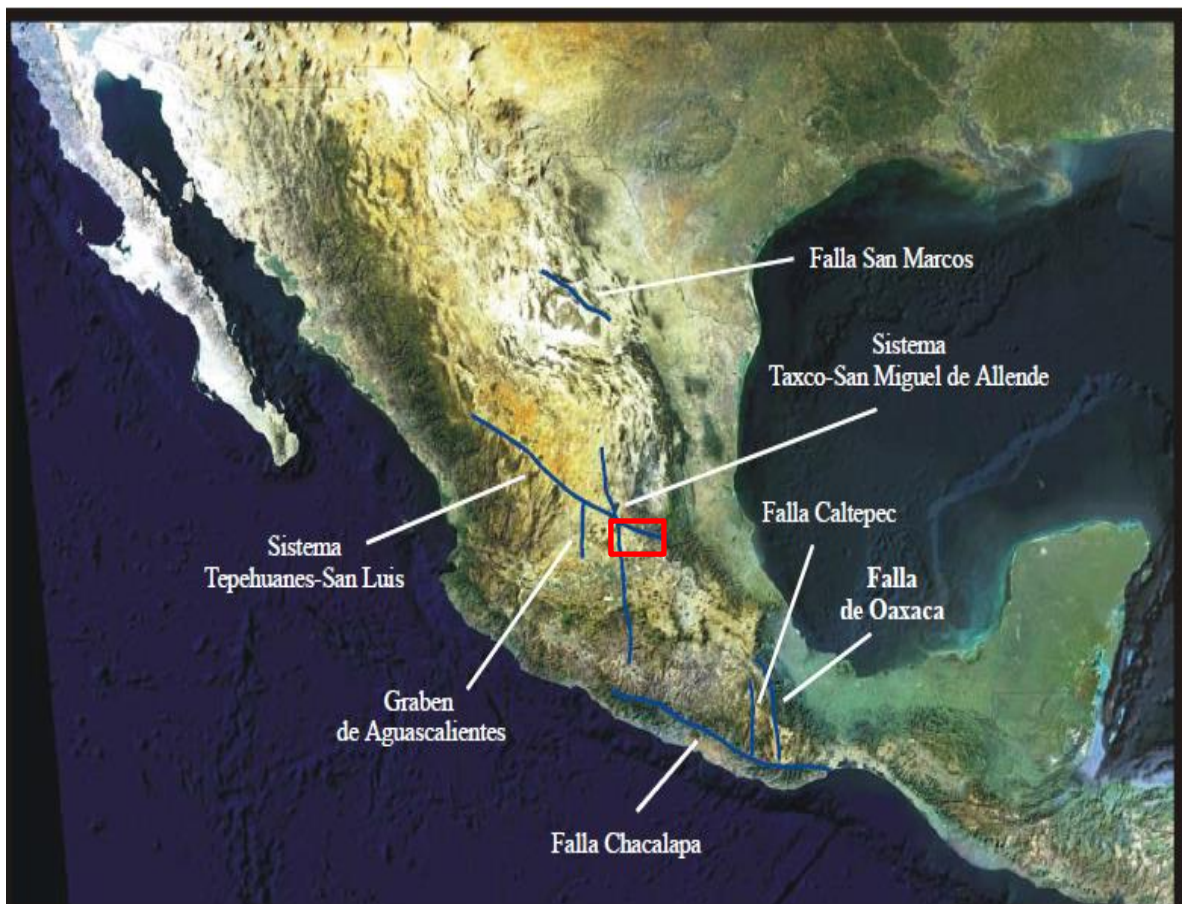 Falla San Marcos
Sistema
Taxco-San Miguel de Allende
Falla Caltepec
Falla
de Oaxaca
Sistema
Tepehuanes-San Luis
Graben
de Aguascalientes
Falla Chacalapa